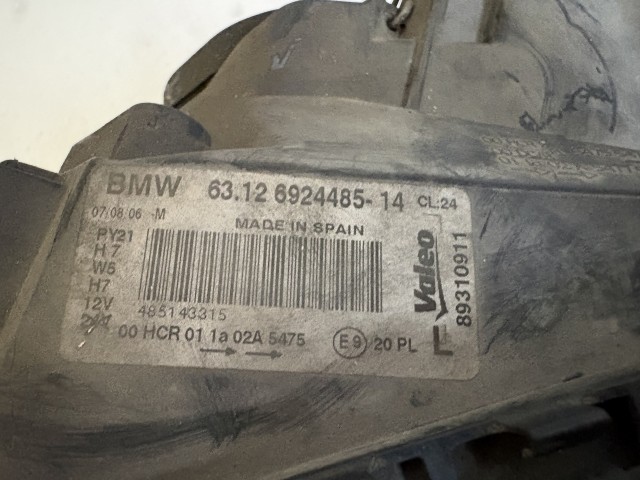 BMW 63.12 6924485-14 CL:24
07/08/06 -M
MADE IN SPAIN
PY21
H7
W5
H7
12V
485143315
00 HCR 01 1a 02A 5475
E9 20 PL
Valeo
89310911
L